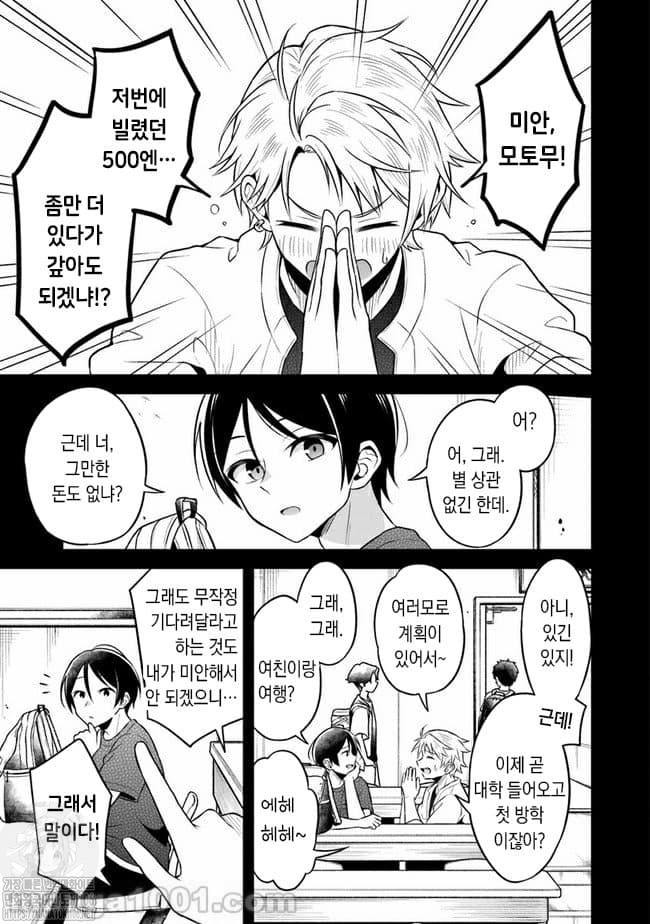 미안,
모토무!
저번에
빌렸던
500엔…
좀만 더
있다가
갚아도
되겠냐!?
어?
어, 그래.
별 상관
없긴 한데.
근데 너,
그만한
돈도 없냐?
아니,
있긴
있지!
근데!
이제 곧
대학 들어오고
첫 방학
이잖아?
여러모로
계획이
있어서~
그래,
그래.
여친이랑
여행?
에헤
헤헤~
그래도 무작정
기다려달라고
하는 것도
내가 미안해서
안 되겠으니…
그래서
말이다!